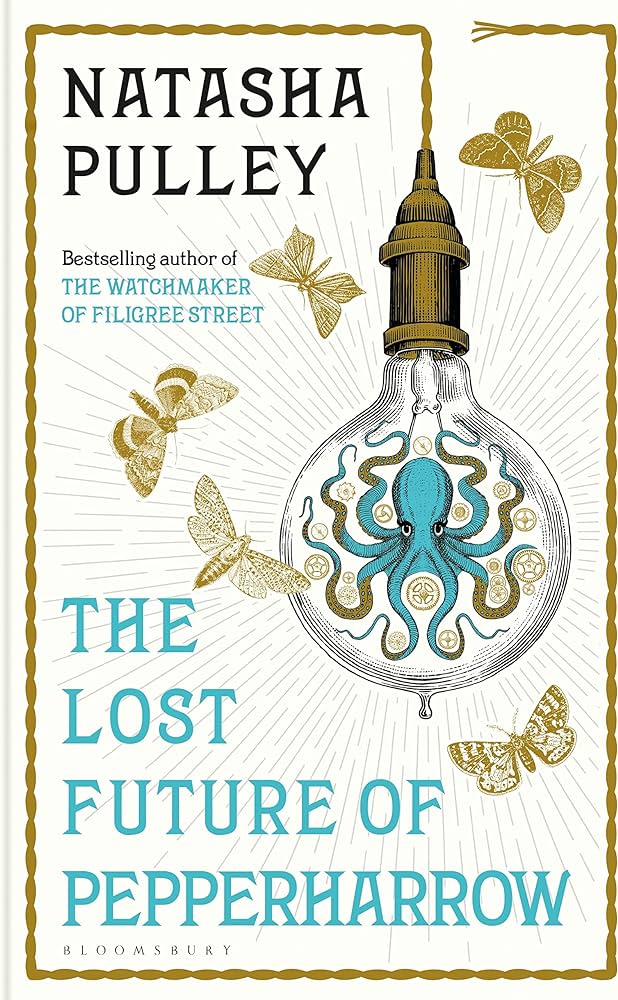 NATASHA
PULLEY
Bestselling author of
THE WATCHMAKER
OF FILIGREE STREET
THE
LOST
FUTURE OF
PEPPERHARROW
BLOOMSBURY